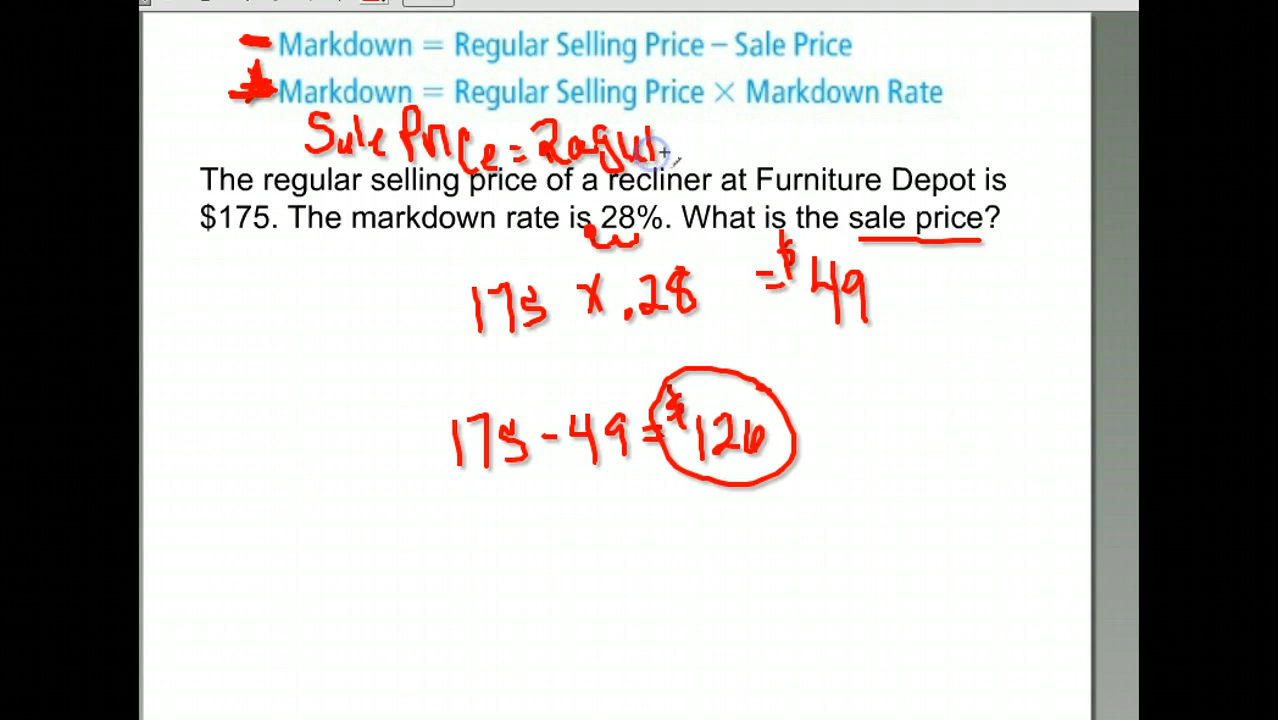 Markdown = Regular Selling Price – Sale Price
Markdown = Regular Selling Price × Markdown Rate
Sale Price = Regul
The regular selling price of a recliner at Furniture Depot is
$175. The markdown rate is 28%. What is the sale price?
175 x .28 = $49
175 - 49 = $126